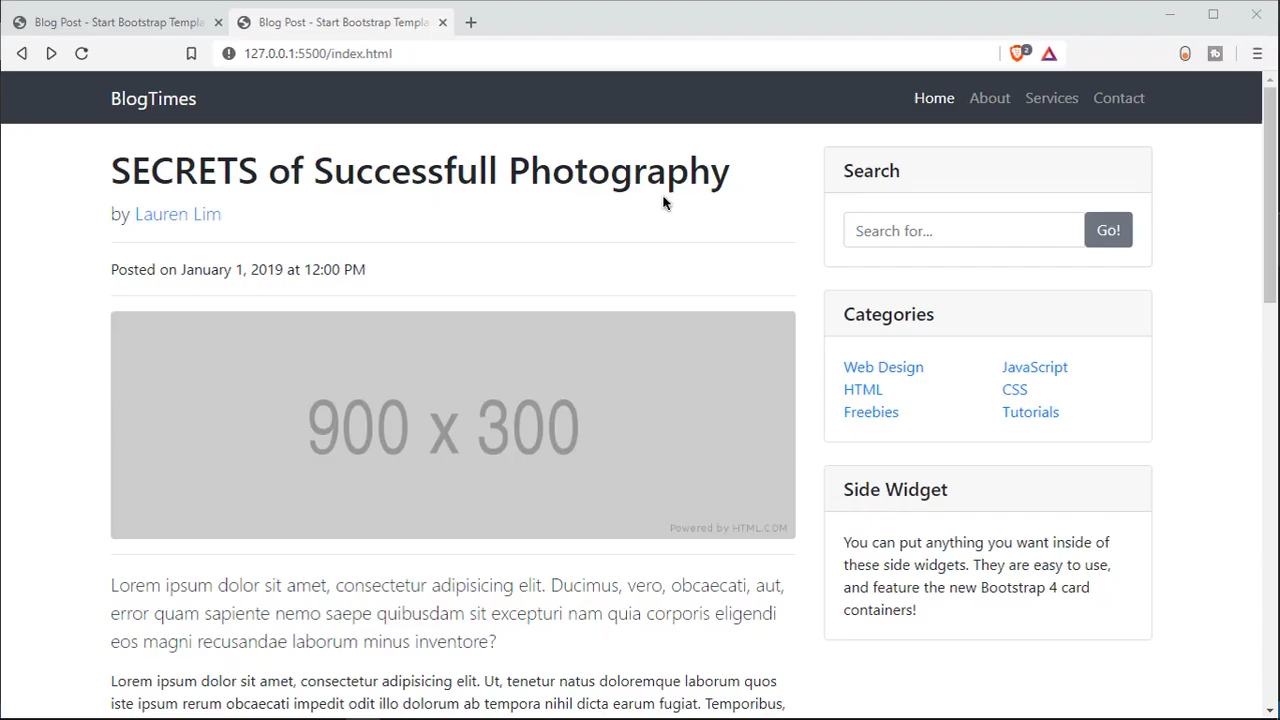 Blog Post - Start Bootstrap Templa
Blog Post - Start Bootstrap Templa
127.0.0.1:5500/index.html
2
BlogTimes
Home About Services Contact
SECRETS of Successfull Photography
by Lauren Lim
Posted on January 1, 2019 at 12:00 PM
900 x 300
Powered by HTML.COM
Lorem ipsum dolor sit amet, consectetur adipisicing elit. Ducimus, vero, obcaecati, aut,
error quam sapiente nemo saepe quibusdam sit excepturi nam quia corporis eligendi
eos magni recusandae laborum minus inventore?
Lorem ipsum dolor sit amet, consectetur adipisicing elit. Ut, tenetur natus doloremque laborum quos
iste ipsum rerum obcaecati impedit odit illo dolorum ab tempora nihil dicta earum fugiat. Temporibus,
Search
Search for...
Go!
Categories
Web Design JavaScript
HTML CSS
Freebies Tutorials
Side Widget
You can put anything you want inside of
these side widgets. They are easy to use,
and feature the new Bootstrap 4 card
containers!